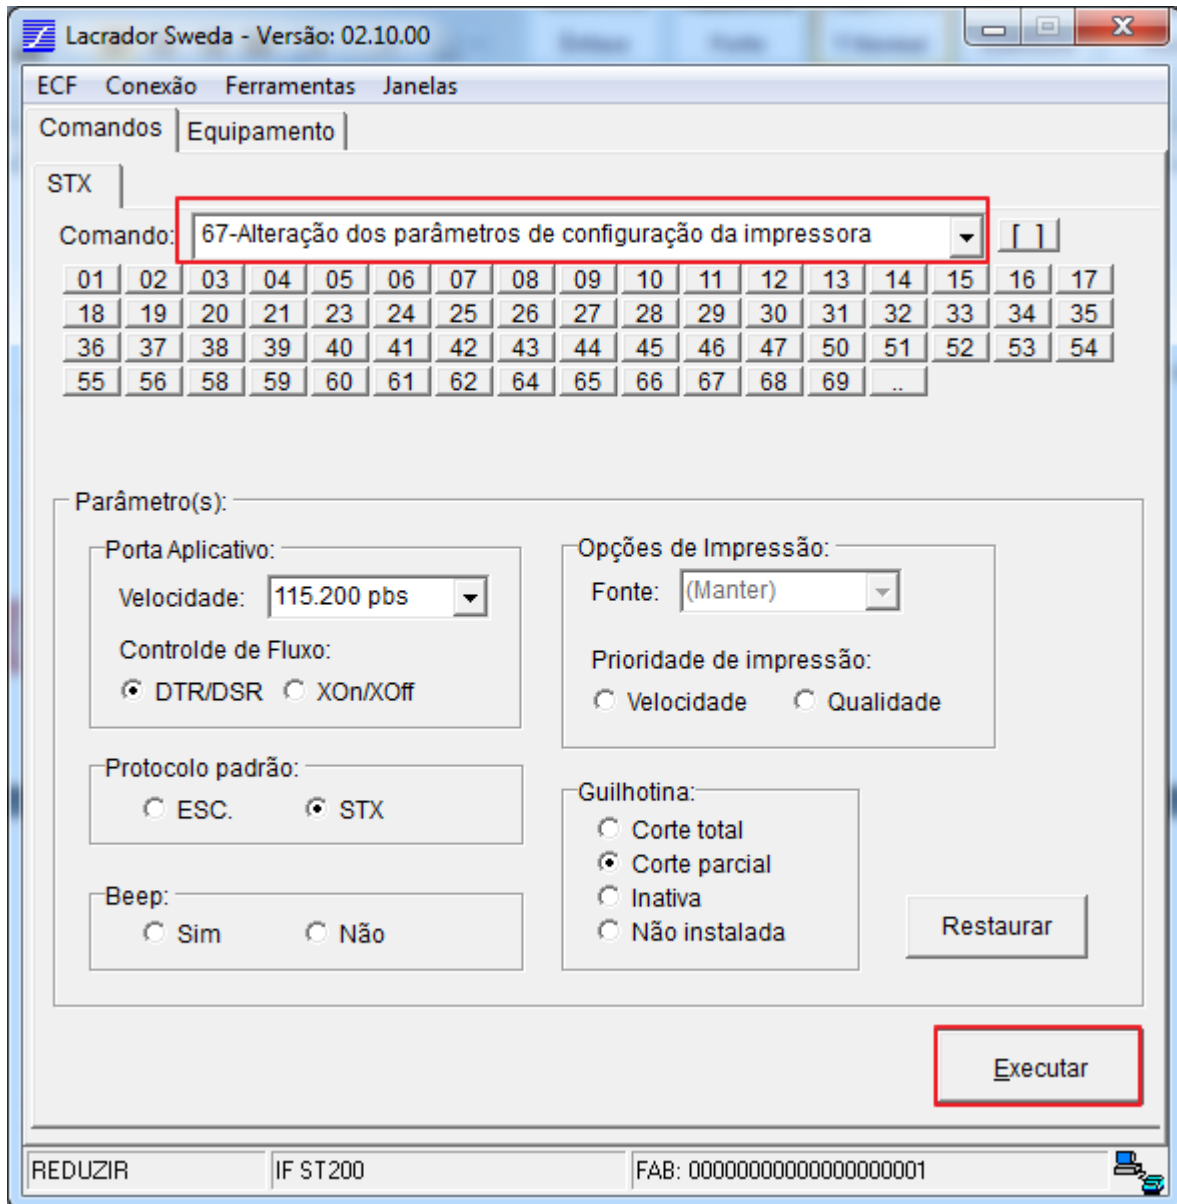 Lacrador Sweda - Versão: 02.10.00
ECF Conexão Ferramentas Janelas
Comandos Equipamento
STX
Comando: 67-Alteração dos parâmetros de configuração da impressora [ ]
01 02 03 04 05 06 07 08 09 10 11 12 13 14 15 16 17
18 19 20 21 23 24 25 26 27 28 29 30 31 32 33 34 35
36 37 38 39 40 41 42 43 44 45 46 47 50 51 52 53 54
55 56 58 59 60 61 62 64 65 66 67 68 69 ..
Parâmetro(s):
Porta Aplicativo:
Velocidade: 115.200 pbs
Controlde de Fluxo:
DTR/DSR XOn/XOff
Opções de Impressão:
Fonte: (Manter)
Prioridade de impressão:
Velocidade Qualidade
Protocolo padrão:
ESC. STX
Guilhotina:
Corte total
Corte parcial
Inativa
Não instalada
Beep:
Sim Não
Restaurar
Executar
REDUZIR IF ST200 FAB: 00000000000000000001